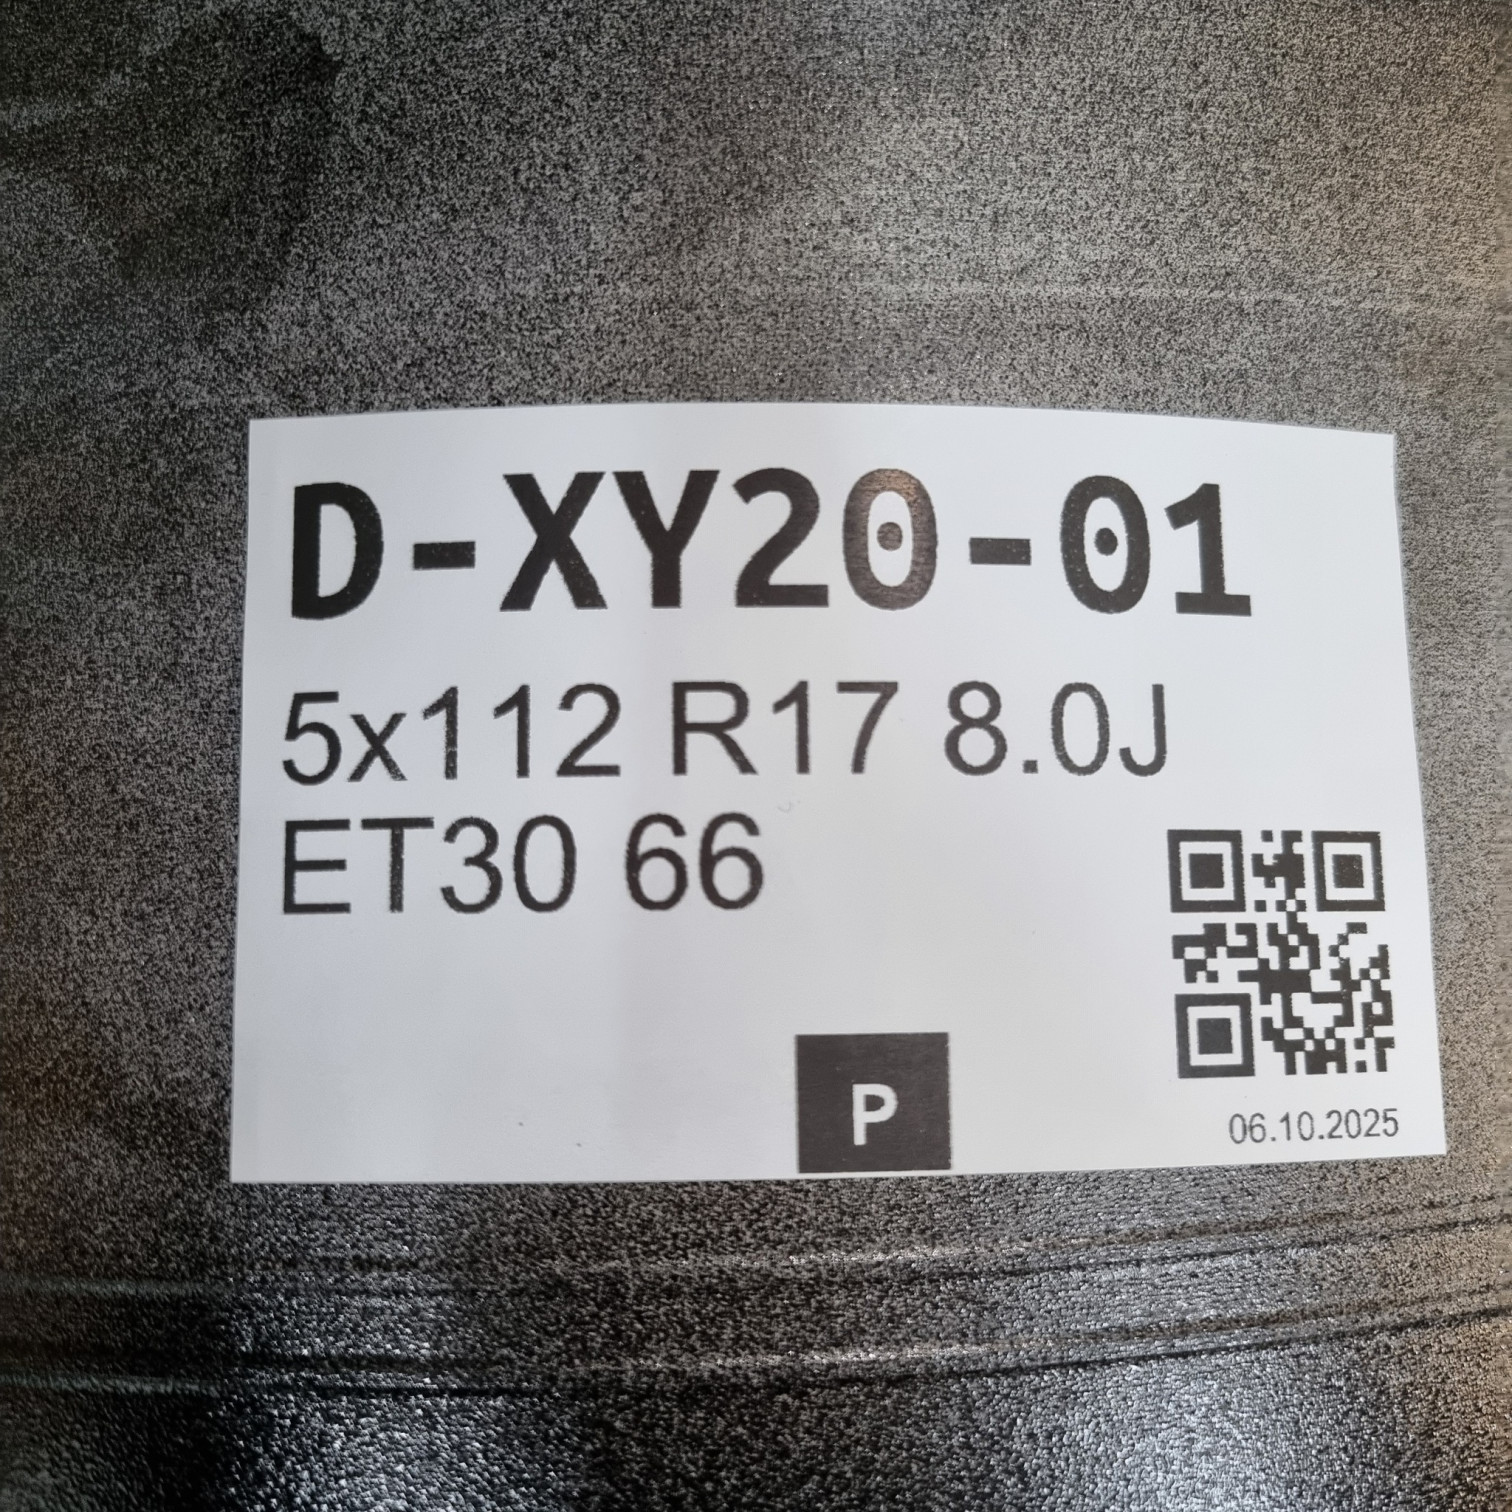 D-XY20-01
5x112 R17 8.0J
ET30 66
P
06.10.2025